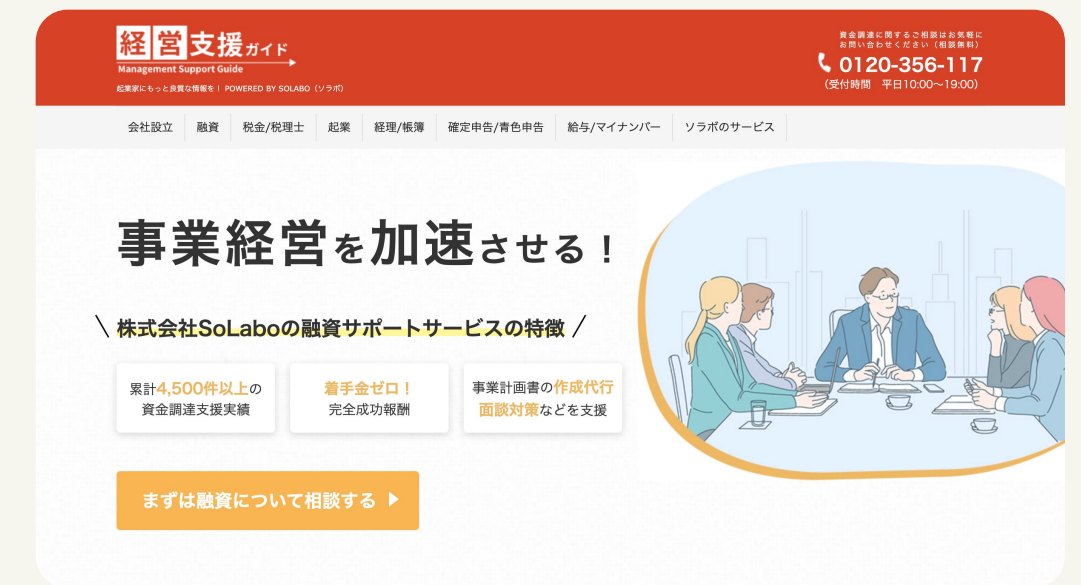 経営支援ガイド
Management Support Guide
起業家にもっと良質な情報を! POWERED BY SOLABO(ソラボ)
資金調達に関するご相談はお気軽に
お問い合わせください(相談無料)
0120-356-117
(受付時間 平日10:00〜19:00)
会社設立 融資 税金/税理士 起業 経理/帳簿 確定申告/青色申告 給与/マイナンバー ソラボのサービス
事業経営を加速させる!
\ 株式会社SoLaboの融資サポートサービスの特徴 /
累計4,500件以上の
資金調達支援実績
着手金ゼロ!
完全成功報酬
事業計画書の作成代行
面談対策などを支援
まずは融資について相談する